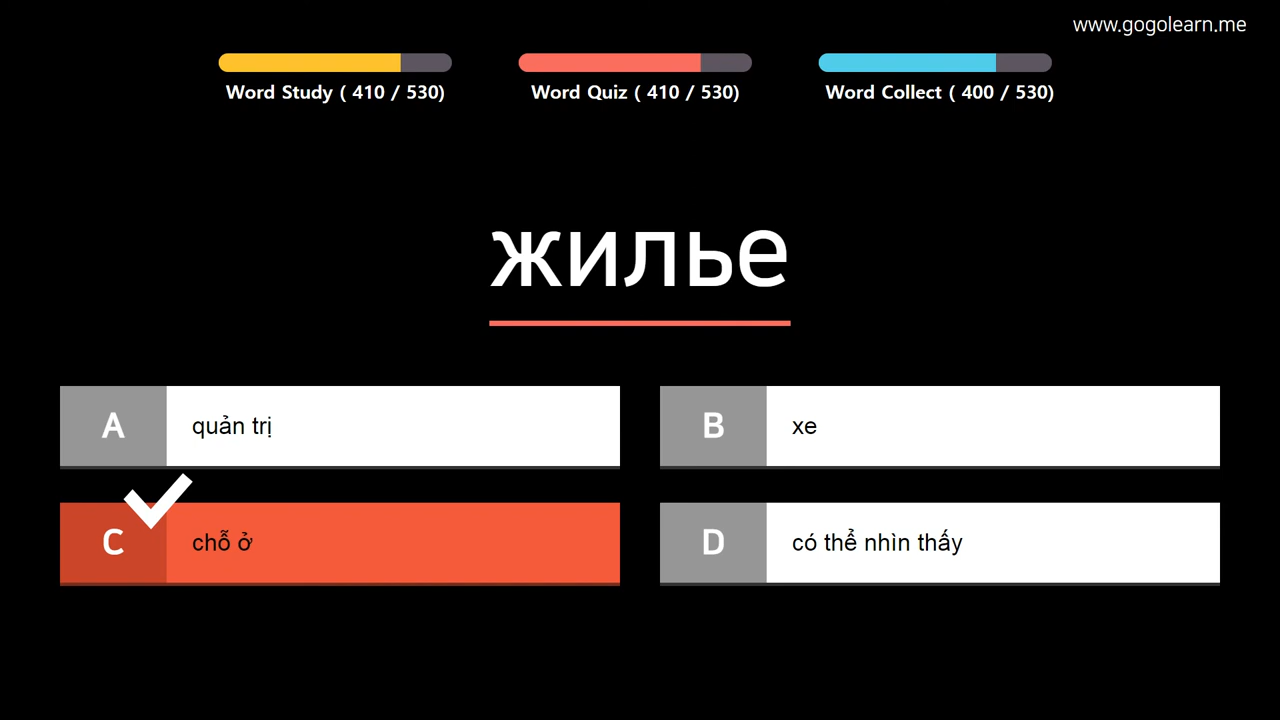 www.gogolearn.me
Word Study ( 410 / 530)
Word Quiz ( 410 / 530)
Word Collect ( 400 / 530)
жилье
A
quản trị
B
xe
C
chỗ ở
D
có thể nhìn thấy